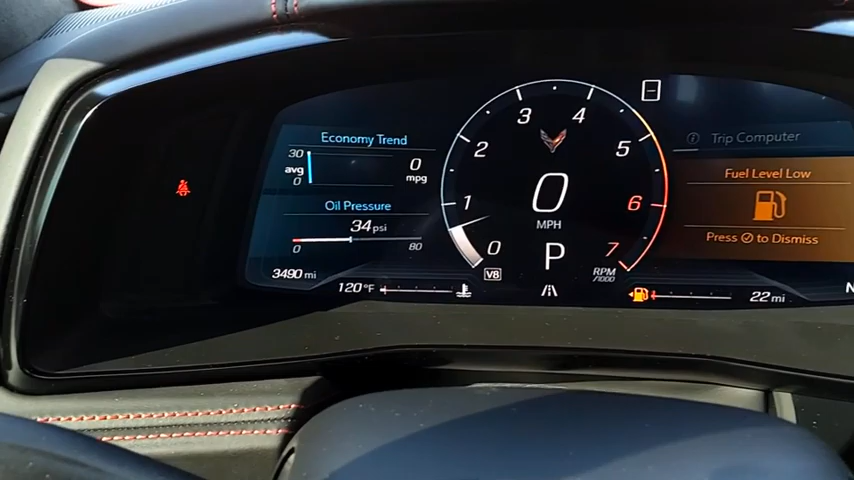 Economy Trend
30
avg
0
0
mpg
Oil Pressure
34 psi
0
80
3490 mi
120 °F
0
1
2
3
4
5
6
7
0
MPH
P
V8
RPM
/1000
Trip Computer
Fuel Level Low
Press ✓ to Dismiss
22 mi
N